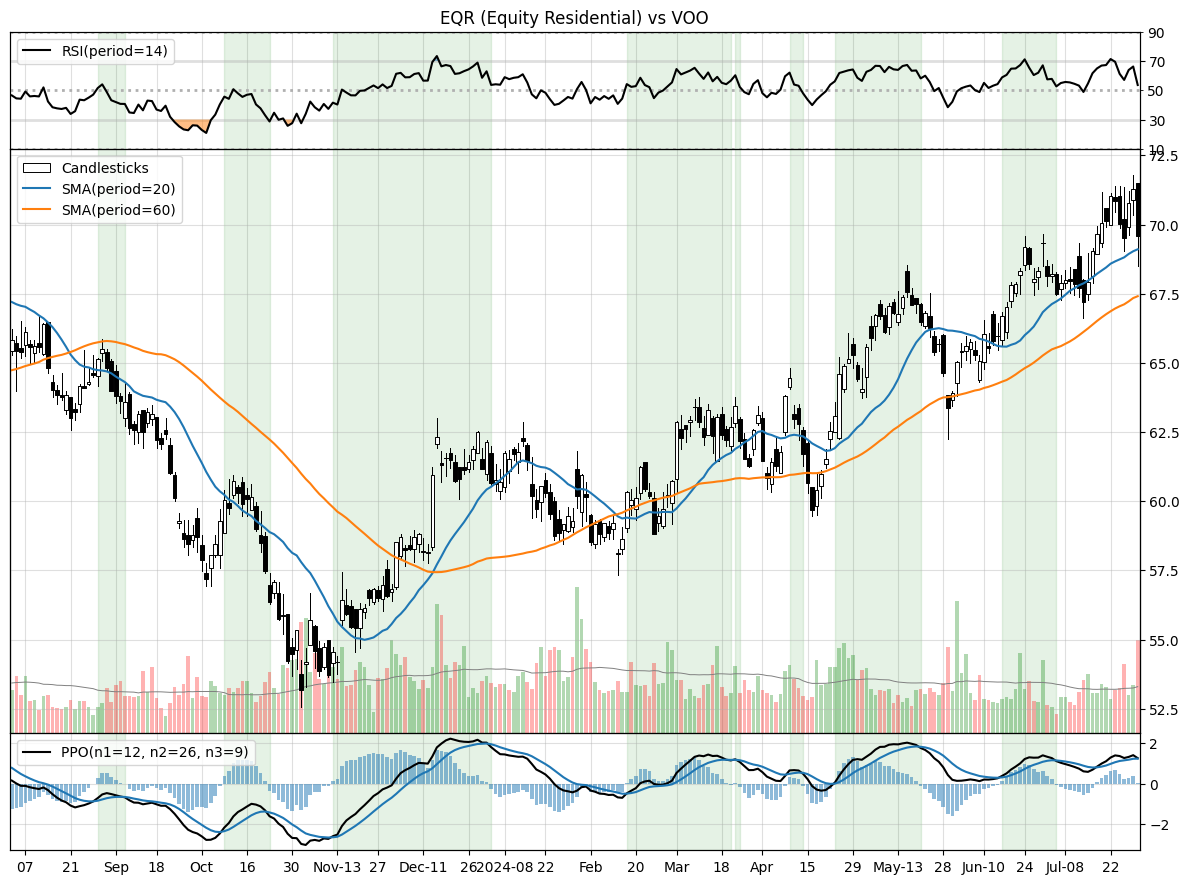 EQR (Equity Residential) vs VOO
RSI(period=14)
90
70
50
30
10
Candlesticks
SMA(period=20)
SMA(period=60)
72.5
70.0
67.5
65.0
62.5
60.0
57.5
55.0
52.5
PPO(n1=12, n2=26, n3=9)
2
0
−2
07 21 Sep 18 Oct 16 30 Nov-13 27 Dec-11 26 2024-08 22 Feb 20 Mar 18 Apr 15 29 May-13 28 Jun-10 24 Jul-08 22